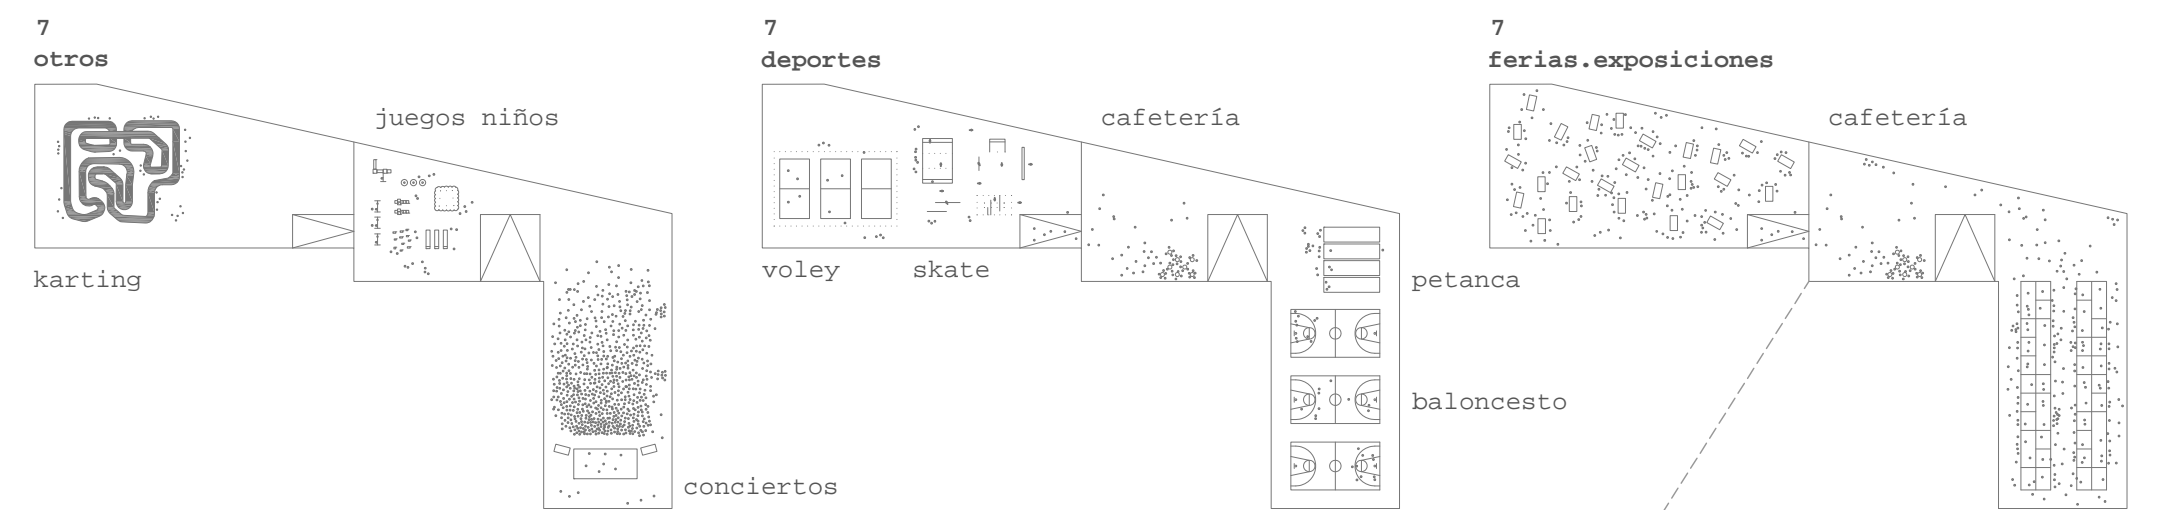 7
otros
juegos niños
karting
conciertos
7
deportes
cafetería
voley
skate
petanca
baloncesto
7
ferias.exposiciones
cafetería